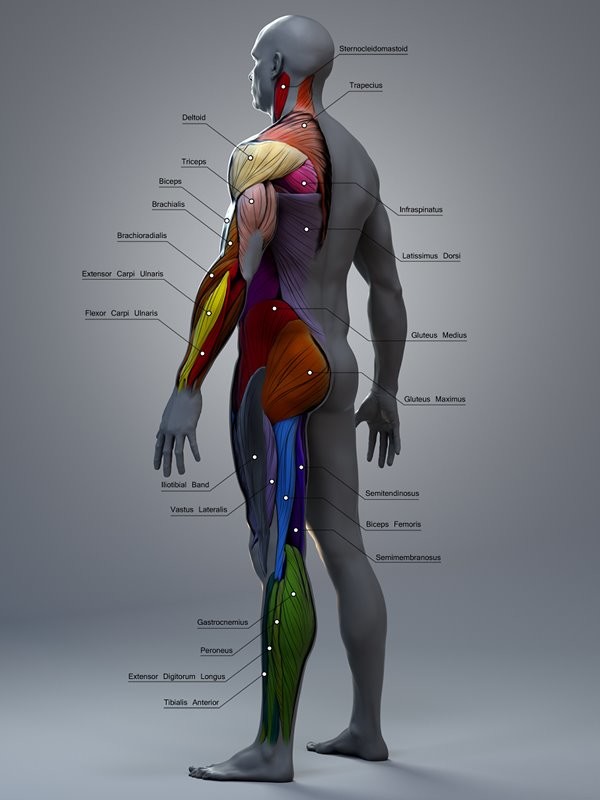 Sternocleidomastoid
Trapecius
Deltoid
Triceps
Biceps
Brachialis
Infraspinatus
Brachioradialis
Latissimus Dorsi
Extensor Carpi Ulnaris
Flexor Carpi Ulnaris
Gluteus Medius
Gluteus Maximus
Iliotibial Band
Semitendinosus
Vastus Lateralis
Biceps Femoris
Semimembranosus
Gastrocnemius
Peroneus
Extensor Digitorum Longus
Tibialis Anterior